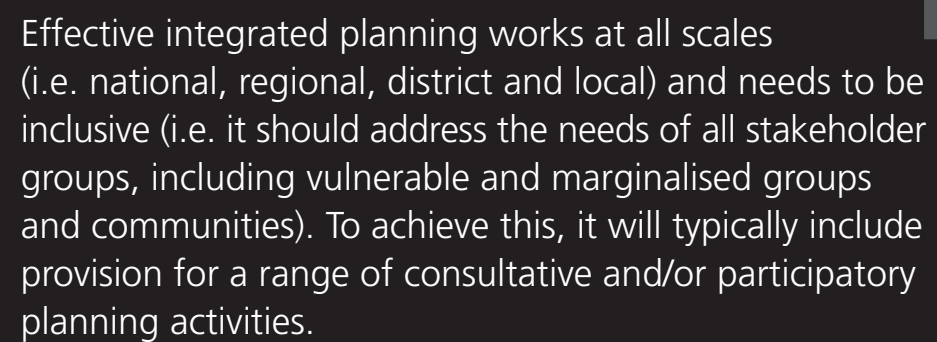 Effective integrated planning works at all scales
(i.e. national, regional, district and local) and needs to be
inclusive (i.e. it should address the needs of all stakeholder
groups, including vulnerable and marginalised groups
and communities). To achieve this, it will typically include
provision for a range of consultative and/or participatory
planning activities.